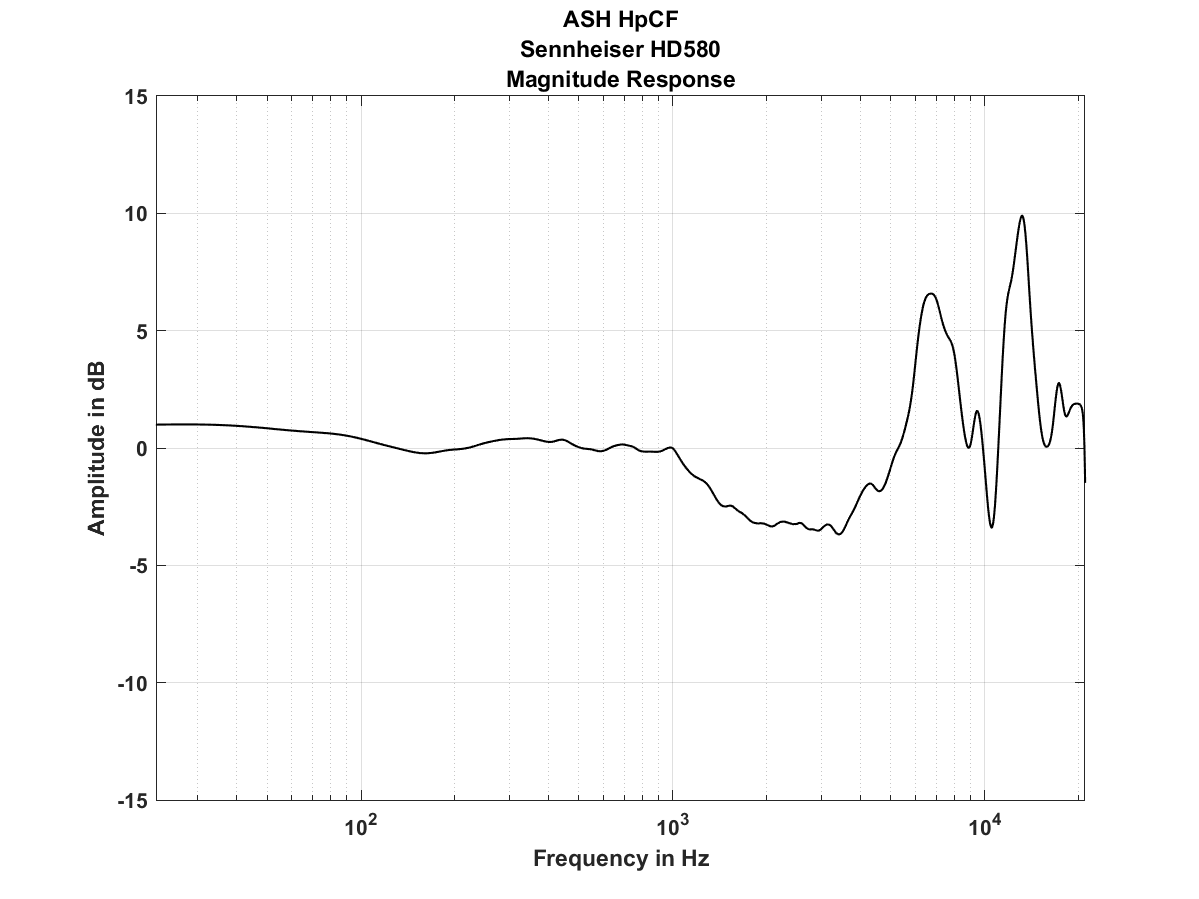 ASH HpCF
Sennheiser HD580
Magnitude Response
15
10
5
0
-5
-10
-15
Amplitude in dB
10²
10³
10⁴
Frequency in Hz